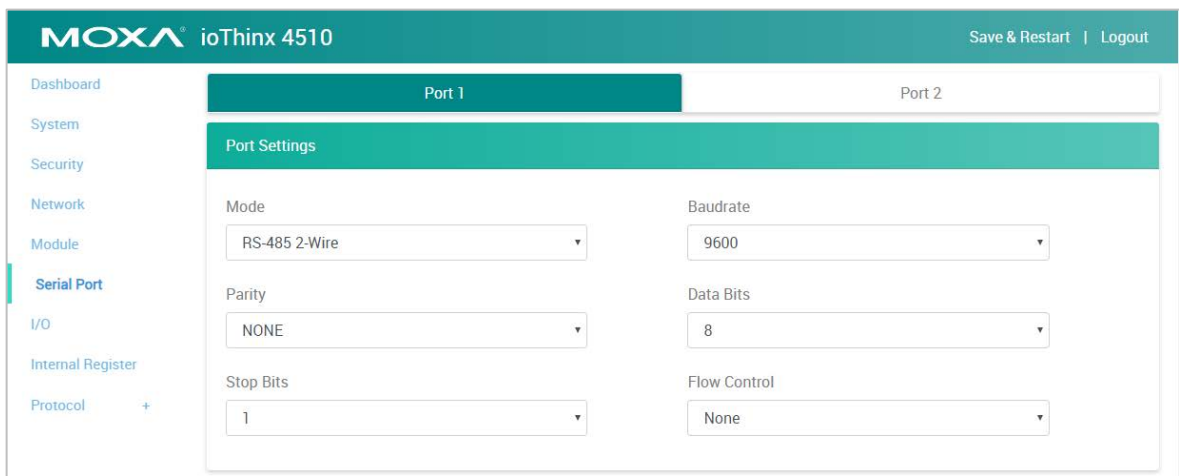 MOXA® ioThinx 4510
Save & Restart | Logout
Dashboard
System
Security
Network
Module
Serial Port
I/O
Internal Register
Protocol +
Port 1
Port 2
Port Settings
Mode
RS-485 2-Wire
Baudrate
9600
Parity
NONE
Data Bits
8
Stop Bits
1
Flow Control
None